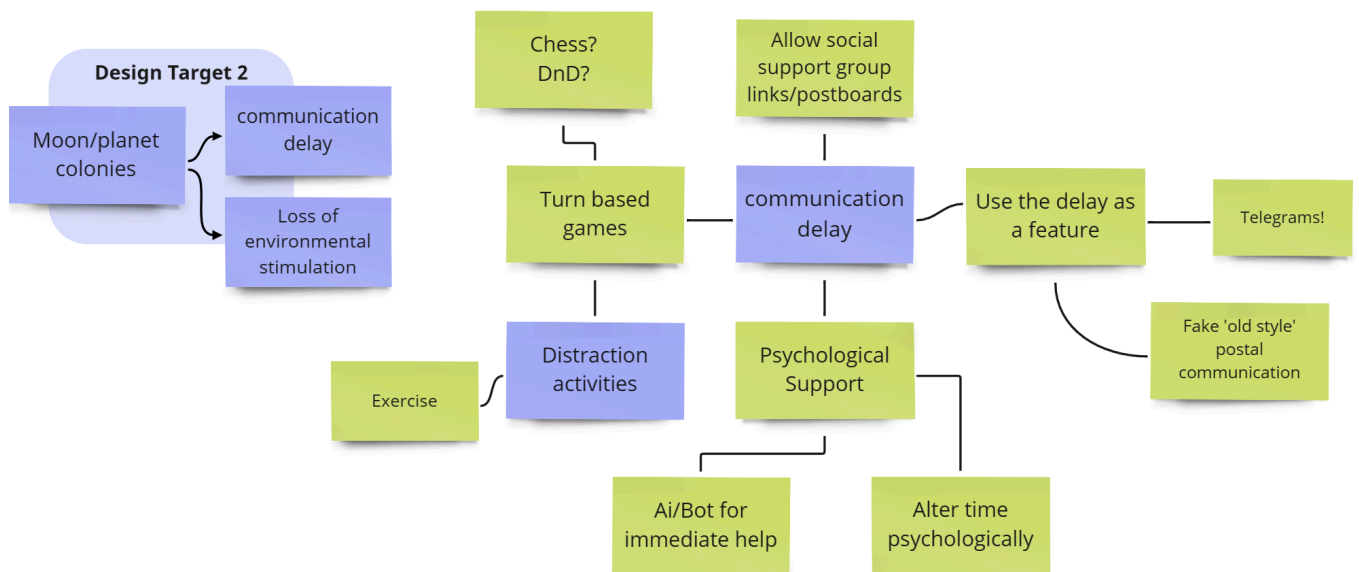 Design Target 2
Moon/planet
colonies
communication
delay
Loss of
environmental
stimulation
Chess?
DnD?
Allow social
support group
links/postboards
Turn based
games
communication
delay
Use the delay as
a feature
Telegrams!
Fake 'old style'
postal
communication
Distraction
activities
Exercise
Psychological
Support
Ai/Bot for
immediate help
Alter time
psychologically